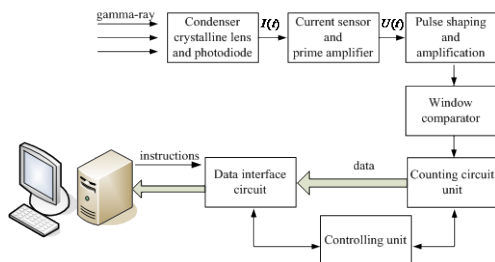 gamma-ray
Condenser
crystalline lens
and photodiode
I(t)
Current sensor
and
prime amplifier
U(t)
Pulse shaping
and
amplification
Window
comparator
instructions
Data interface
circuit
data
Counting circuit
unit
Controlling unit